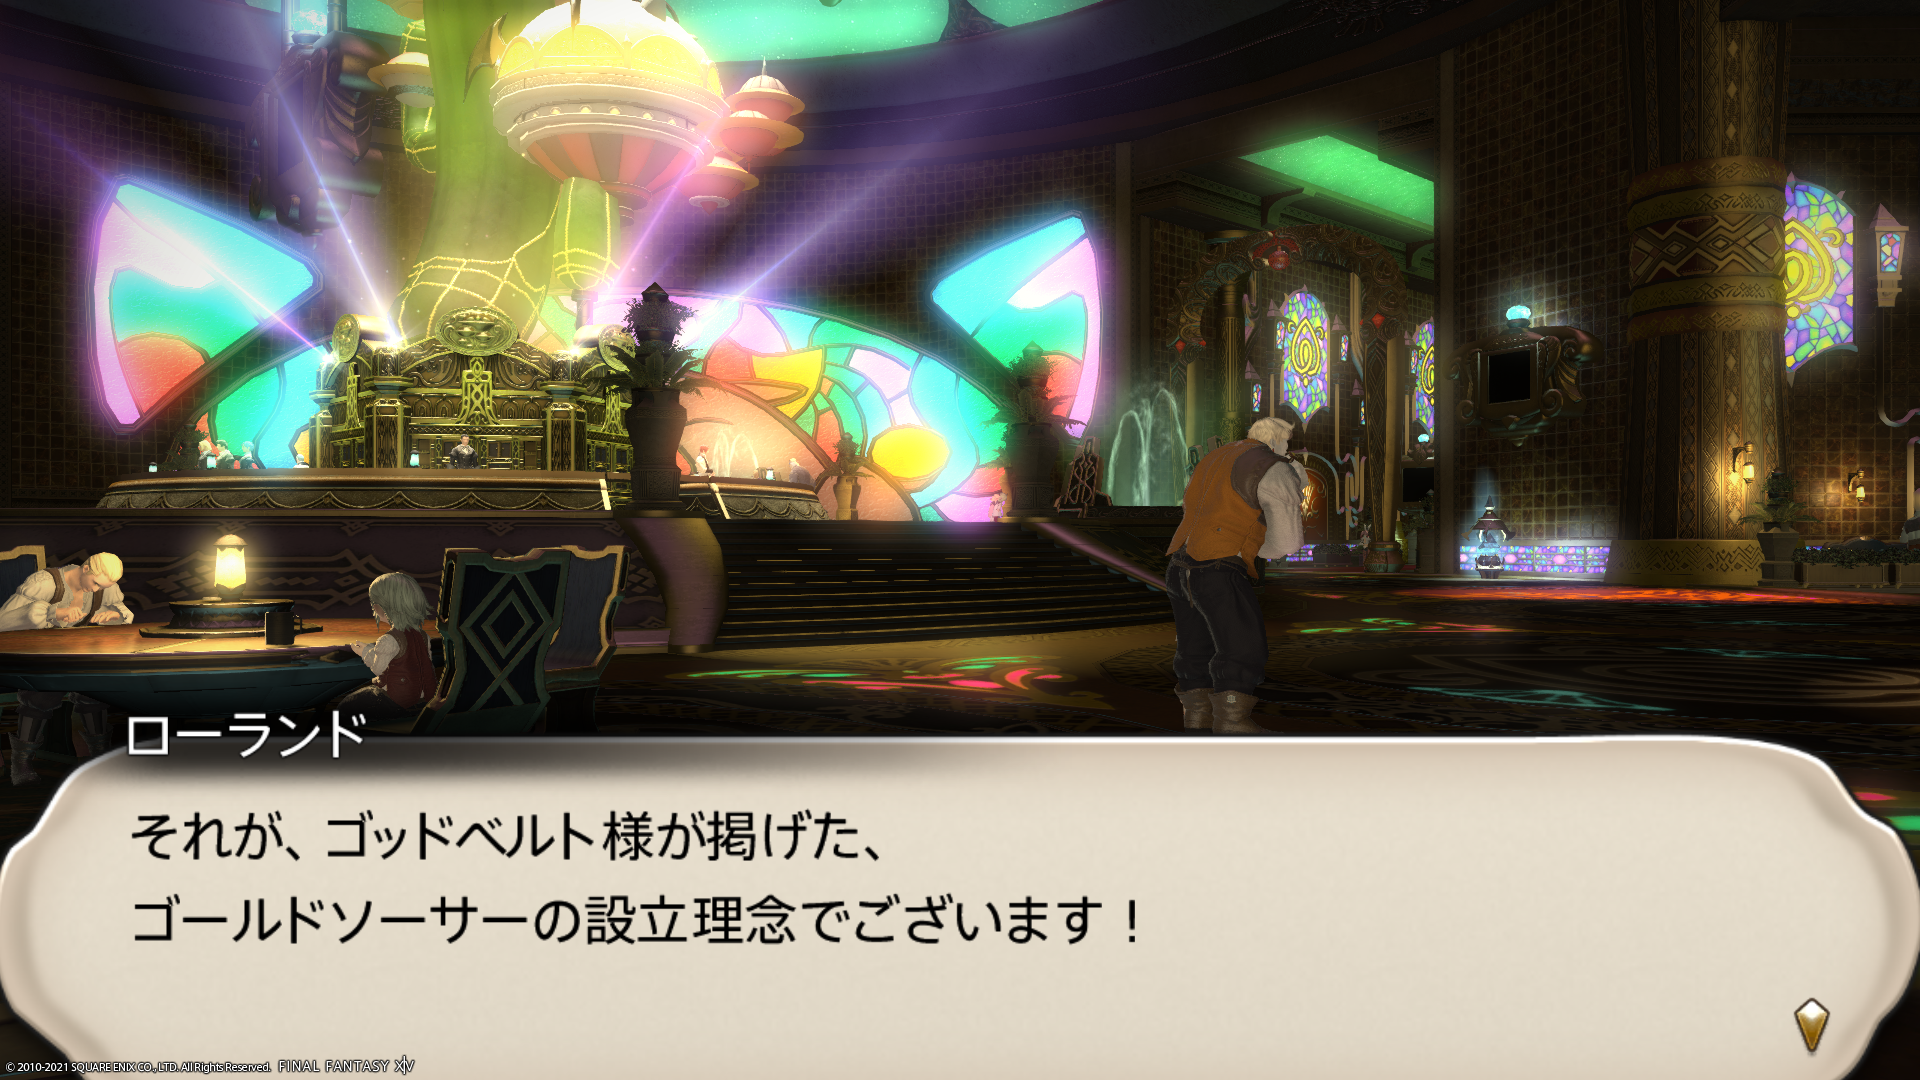 ローランド
それが、ゴッドベルト様が掲げた、
ゴールドソーサーの設立理念でございます！
© 2010-2021 SQUARE ENIX CO., LTD. All Rights Reserved. FINAL FANTASY XIV